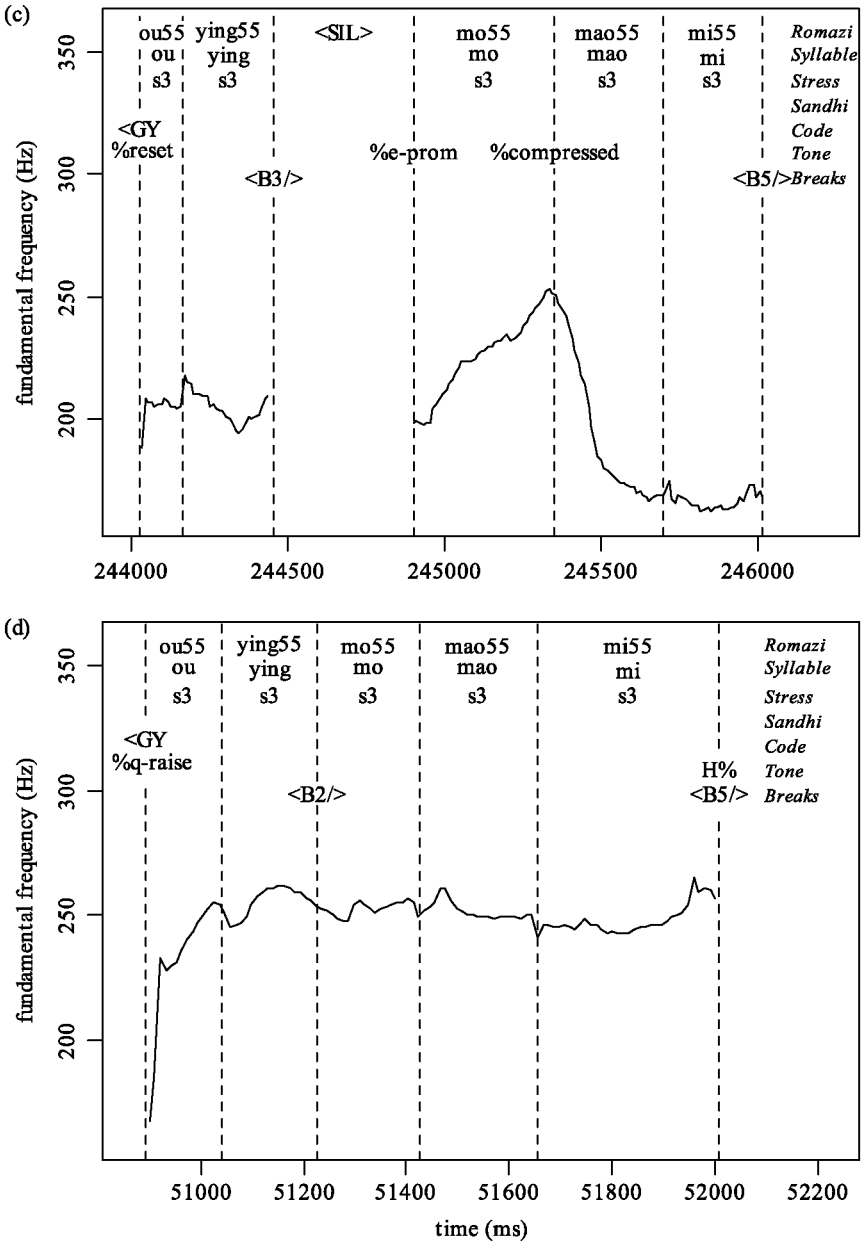 (c)
ou55 ying55 <SIL> mo55 mao55 mi55 Romazi
ou ying mo mao mi Syllable
s3 s3 s3 s3 s3 Stress
Sandhi
<GY Code
%reset %e-prom %compressed Tone
<B3/> <B5/> Breaks
fundamental frequency (Hz)
350
300
250
200
244000 244500 245000 245500 246000
(d)
ou55 ying55 mo55 mao55 mi55 Romazi
ou ying mo mao mi Syllable
s3 s3 s3 s3 s3 Stress
Sandhi
<GY Code
%q-raise H% Tone
<B2/> <B5/> Breaks
fundamental frequency (Hz)
350
300
250
200
51000 51200 51400 51600 51800 52000 52200
time (ms)